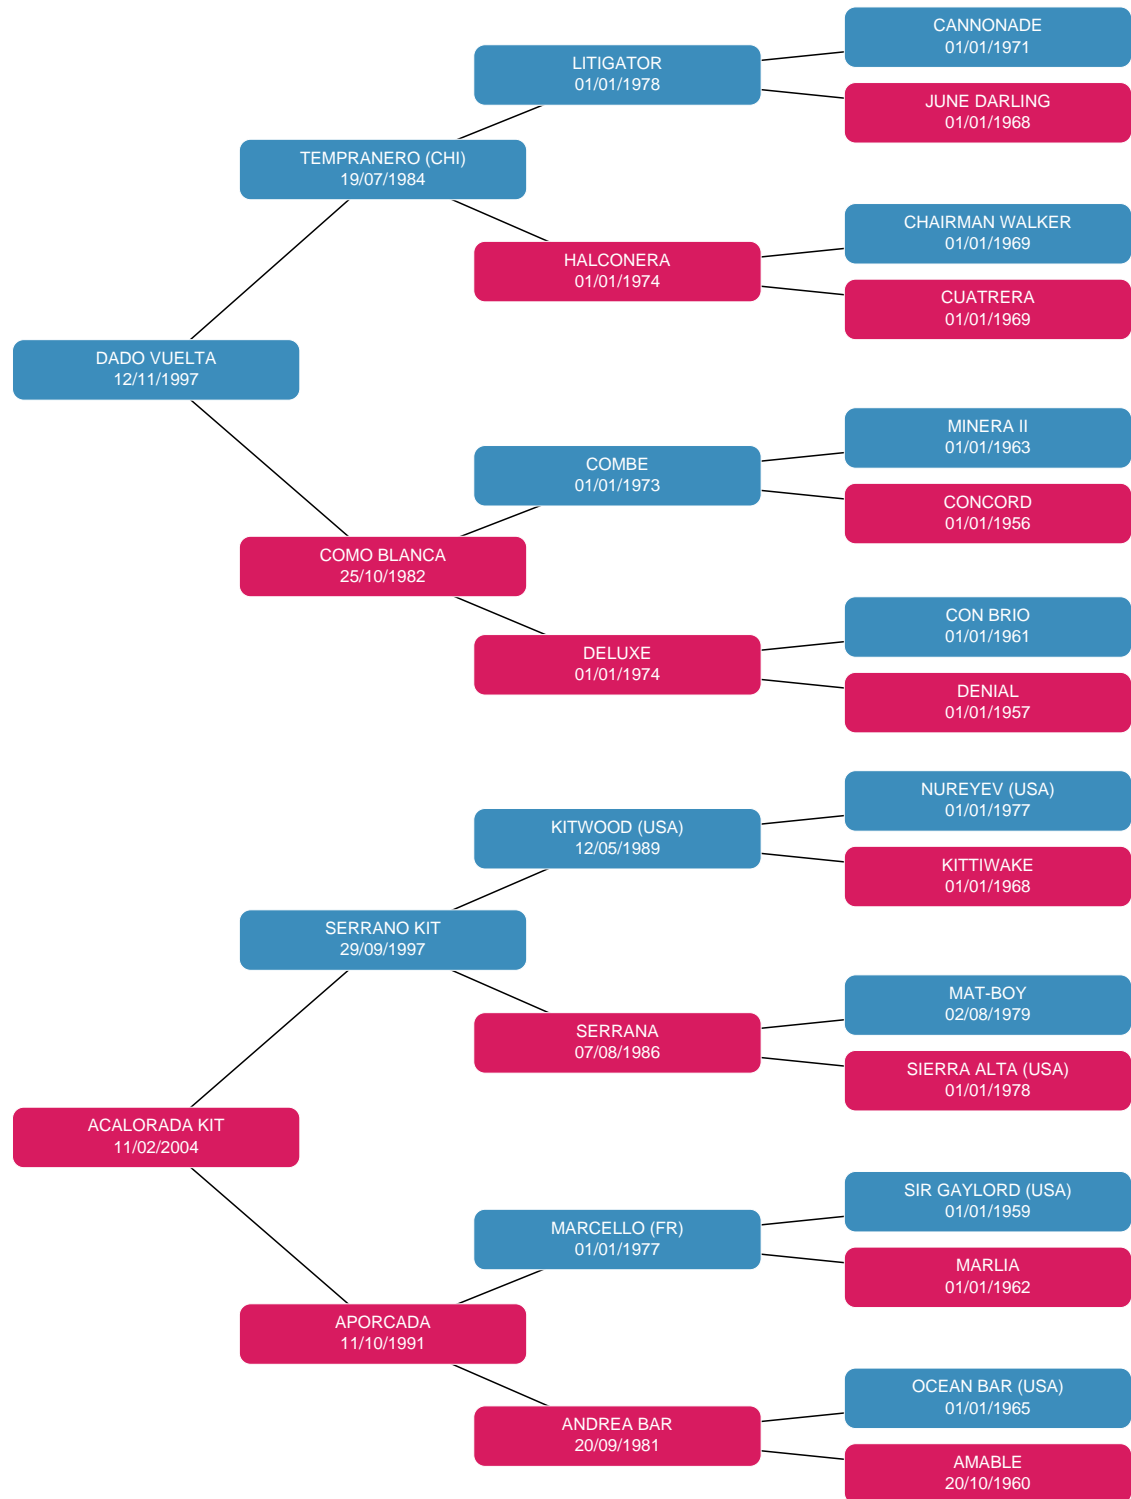 CANNONADE
01/01/1971
LITIGATOR
01/01/1978
JUNE DARLING
01/01/1968
TEMPRANERO (CHI)
19/07/1984
CHAIRMAN WALKER
01/01/1969
HALCONERA
01/01/1974
CUATRERA
01/01/1969
DADO VUELTA
12/11/1997
MINERA II
01/01/1963
COMBE
01/01/1973
CONCORD
01/01/1956
COMO BLANCA
25/10/1982
CON BRIO
01/01/1961
DELUXE
01/01/1974
DENIAL
01/01/1957
NUREYEV (USA)
01/01/1977
KITWOOD (USA)
12/05/1989
KITTIWAKE
01/01/1968
SERRANO KIT
29/09/1997
MAT-BOY
02/08/1979
SERRANA
07/08/1986
SIERRA ALTA (USA)
01/01/1978
ACALORADA KIT
11/02/2004
SIR GAYLORD (USA)
01/01/1959
MARCELLO (FR)
01/01/1977
MARLIA
01/01/1962
APORCADA
11/10/1991
OCEAN BAR (USA)
01/01/1965
ANDREA BAR
20/09/1981
AMABLE
20/10/1960